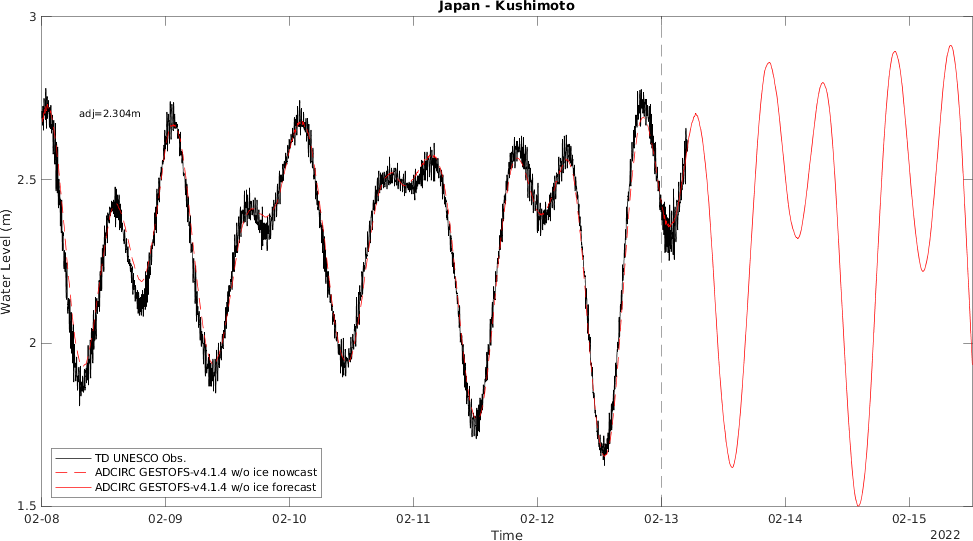 Japan - Kushimoto
3
2.5
2
1.5
Water Level (m)
adj=2.304m
TD UNESCO Obs.
ADCIRC GESTOFS-v4.1.4 w/o ice nowcast
ADCIRC GESTOFS-v4.1.4 w/o ice forecast
02-08 02-09 02-10 02-11 02-12 02-13 02-14 02-15
Time
2022